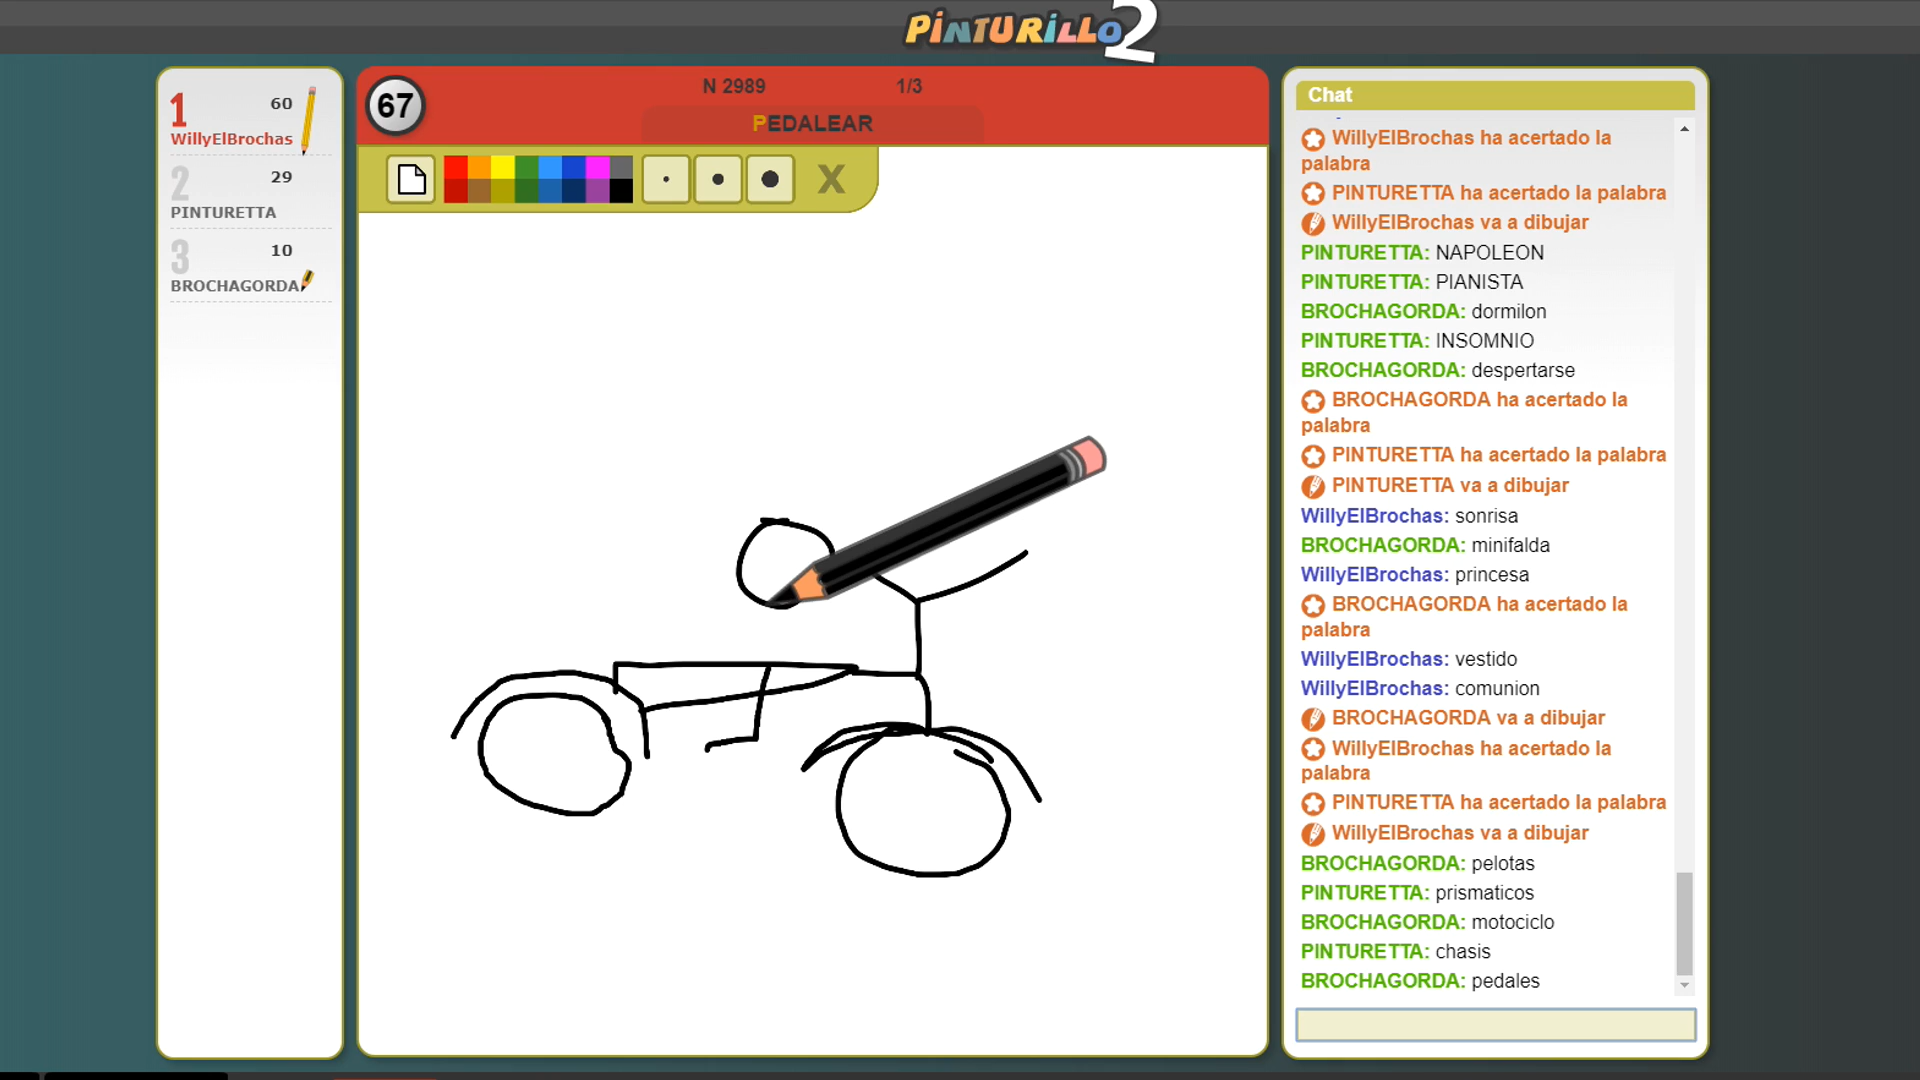 PINTURILLO2
1 60
WillyElBrochas
2 29
PINTURETTA
3 10
BROCHAGORDA
67
N 2989
1/3
PEDALEAR
X
Chat
WillyElBrochas ha acertado la
palabra
PINTURETTA ha acertado la palabra
WillyElBrochas va a dibujar
PINTURETTA: NAPOLEON
PINTURETTA: PIANISTA
BROCHAGORDA: dormilon
PINTURETTA: INSOMNIO
BROCHAGORDA: despertarse
BROCHAGORDA ha acertado la
palabra
PINTURETTA ha acertado la palabra
PINTURETTA va a dibujar
WillyElBrochas: sonrisa
BROCHAGORDA: minifalda
WillyElBrochas: princesa
BROCHAGORDA ha acertado la
palabra
WillyElBrochas: vestido
WillyElBrochas: comunion
BROCHAGORDA va a dibujar
WillyElBrochas ha acertado la
palabra
PINTURETTA ha acertado la palabra
WillyElBrochas va a dibujar
BROCHAGORDA: pelotas
PINTURETTA: prismaticos
BROCHAGORDA: motociclo
PINTURETTA: chasis
BROCHAGORDA: pedales